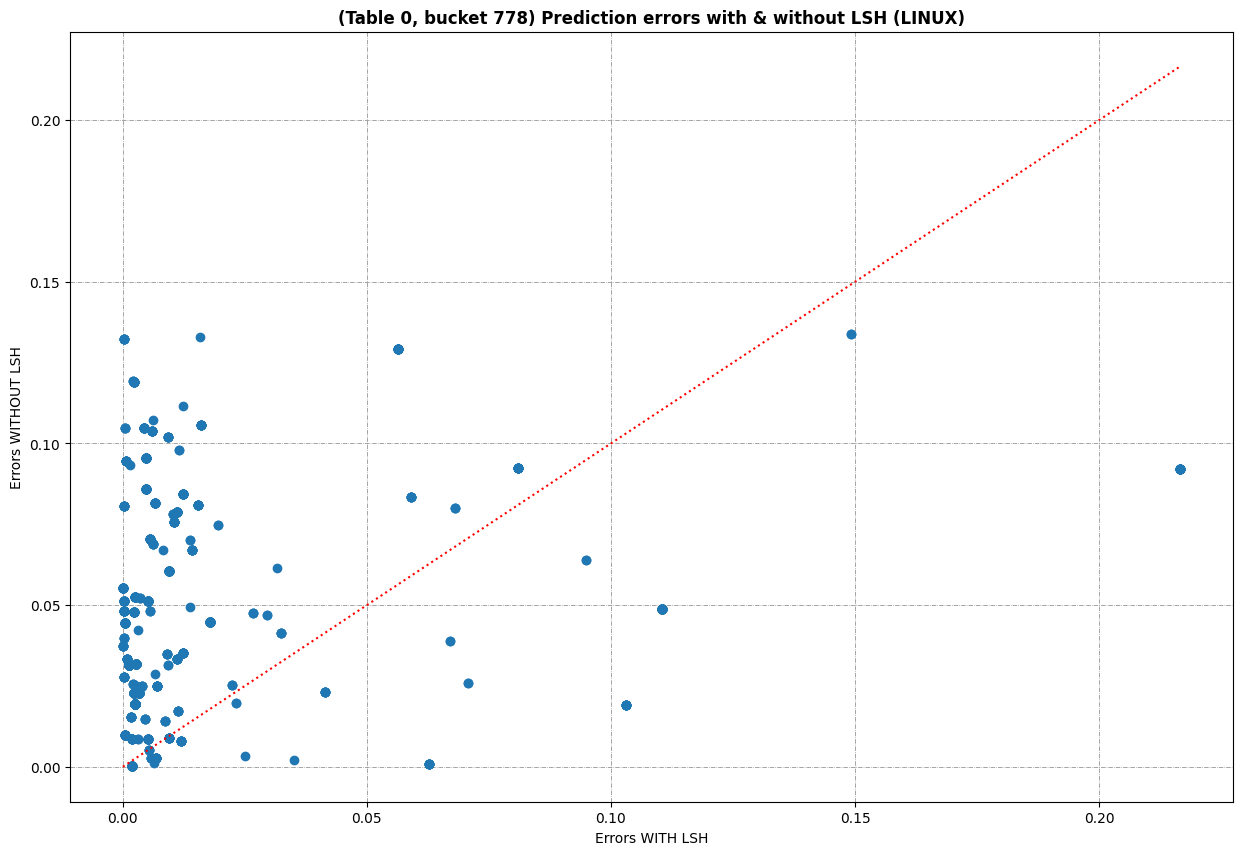 (Table 0, bucket 778) Prediction errors with & without LSH (LINUX)
Errors WITHOUT LSH
0.20
0.15
0.10
0.05
0.00
0.00 0.05 0.10 0.15 0.20
Errors WITH LSH